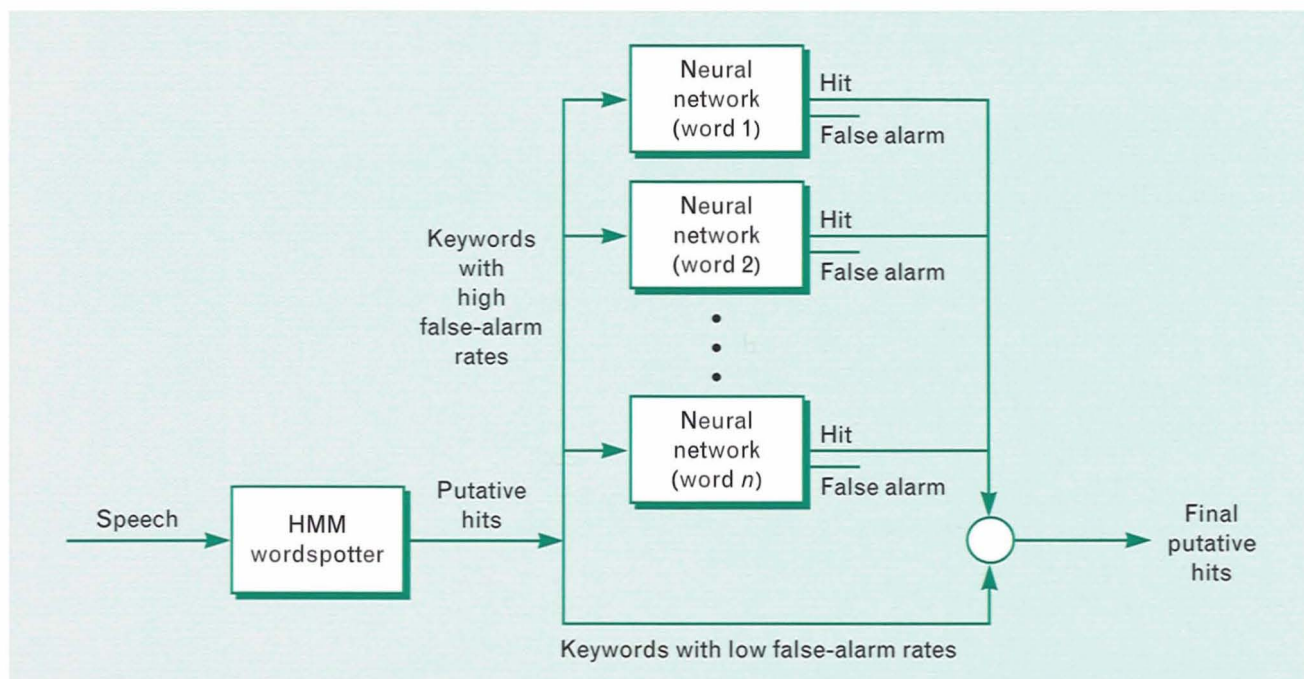 Neural
network
(word 1)
Hit
False alarm
Neural
network
(word 2)
Hit
False alarm
Keywords
with
high
false-alarm
rates
Neural
network
(word n)
Hit
False alarm
Speech
HMM
wordspotter
Putative
hits
Final
putative
hits
Keywords with low false-alarm rates